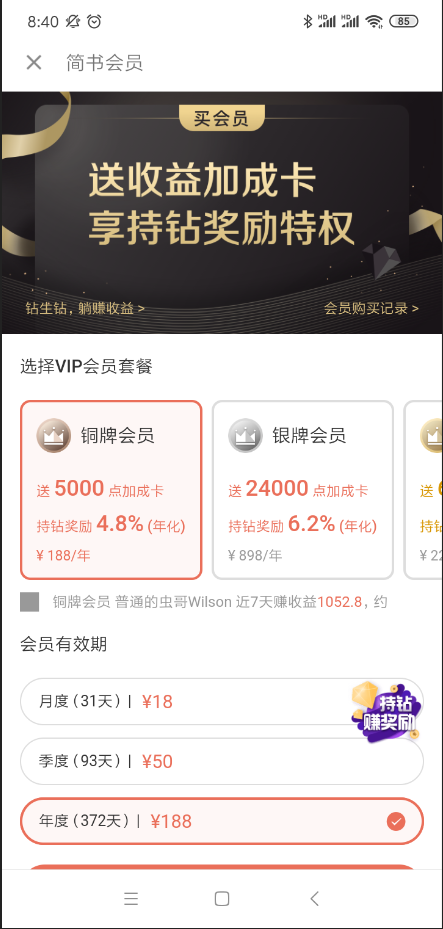 8:40 HD HD 85
简书会员
买会员
送收益加成卡
享持钻奖励特权
钻生钻，躺赚收益 > 会员购买记录 >
选择VIP会员套餐
铜牌会员
送 5000 点加成卡
持钻奖励 4.8% (年化)
¥ 188/年
银牌会员
送 24000 点加成卡
持钻奖励 6.2% (年化)
¥ 898/年
送
持钻
¥ 22
铜牌会员 普通的虫哥Wilson 近7天赚收益1052.8，约
会员有效期
月度（31天）| ¥18
持钻
赚奖励
季度（93天）| ¥50
年度（372天）| ¥188